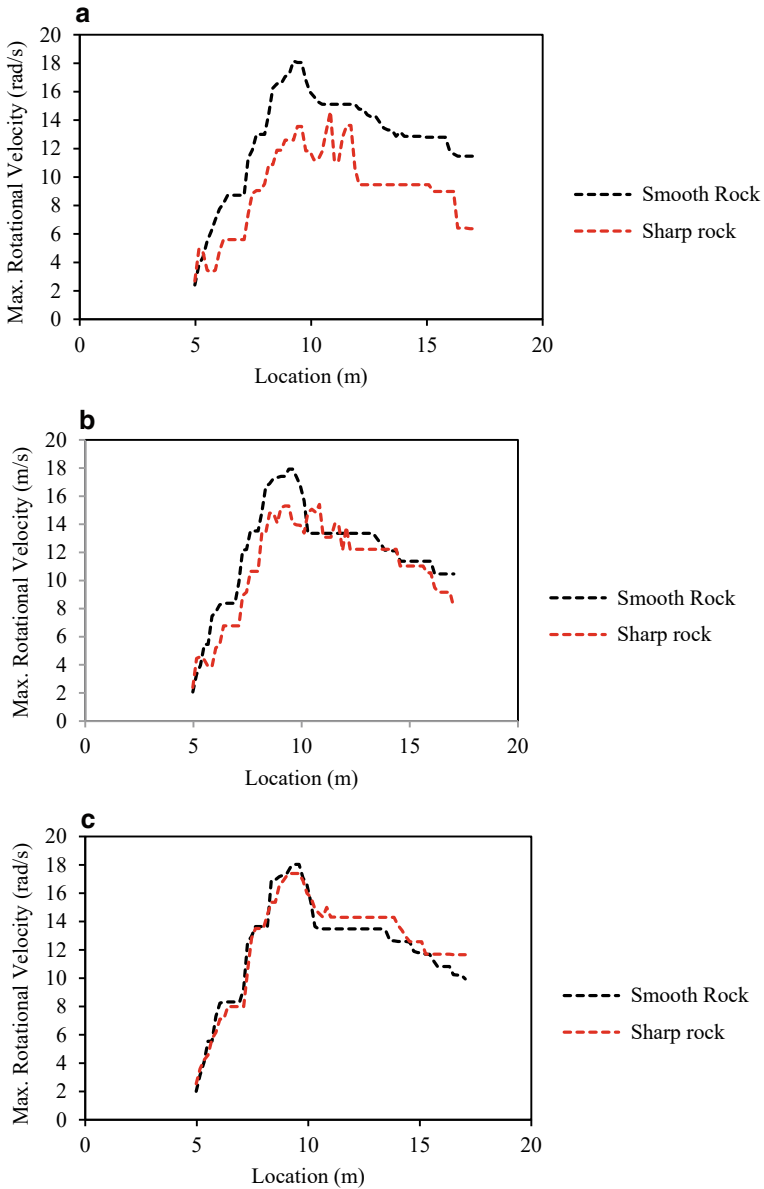 a
Max. Rotational Velocity (rad/s)
20
18
16
14
12
10
8
6
4
2
0
0 5 10 15 20
Location (m)
Smooth Rock
Sharp rock
b
Max. Rotational Velocity (m/s)
20
18
16
14
12
10
8
6
4
2
0
0 5 10 15 20
Location (m)
Smooth Rock
Sharp rock
c
Max. Rotational Velocity (rad/s)
20
18
16
14
12
10
8
6
4
2
0
0 5 10 15 20
Location (m)
Smooth Rock
Sharp rock